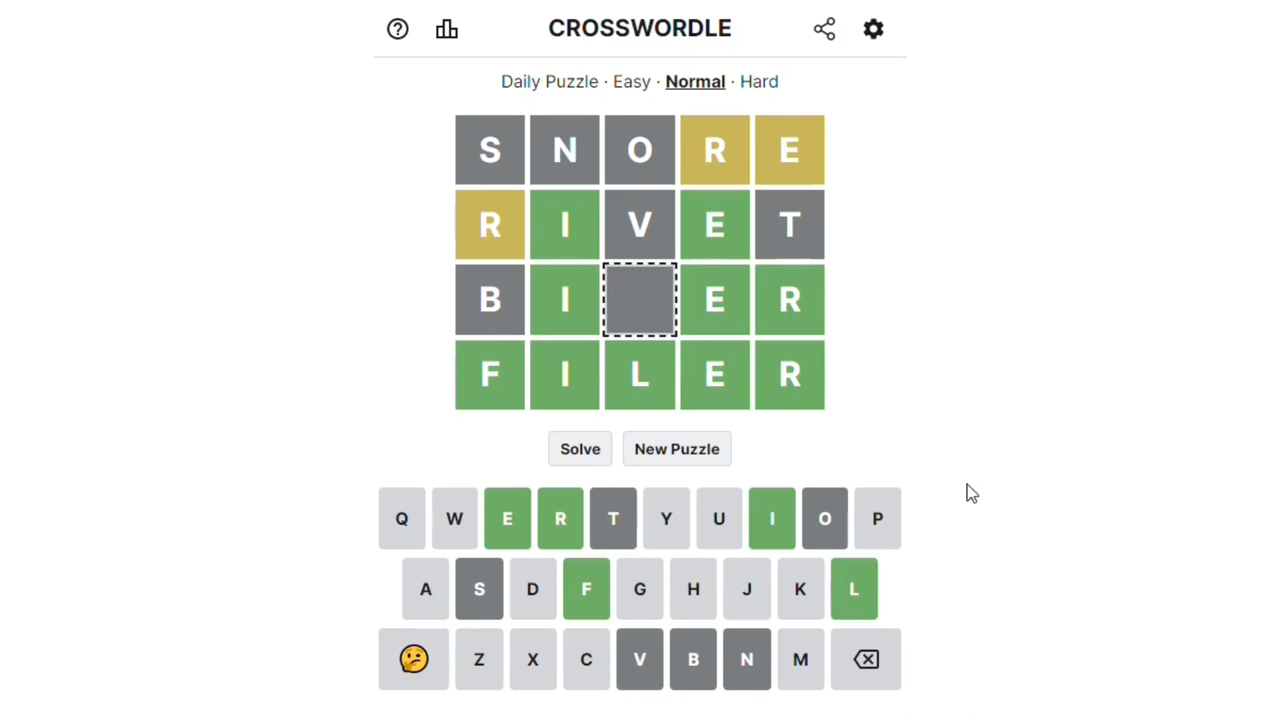 CROSSWORDLE
Daily Puzzle · Easy · Normal · Hard
S N O R E
R I V E T
B I E R
F I L E R
Solve New Puzzle
Q W E R T Y U I O P
A S D F G H J K L
Z X C V B N M